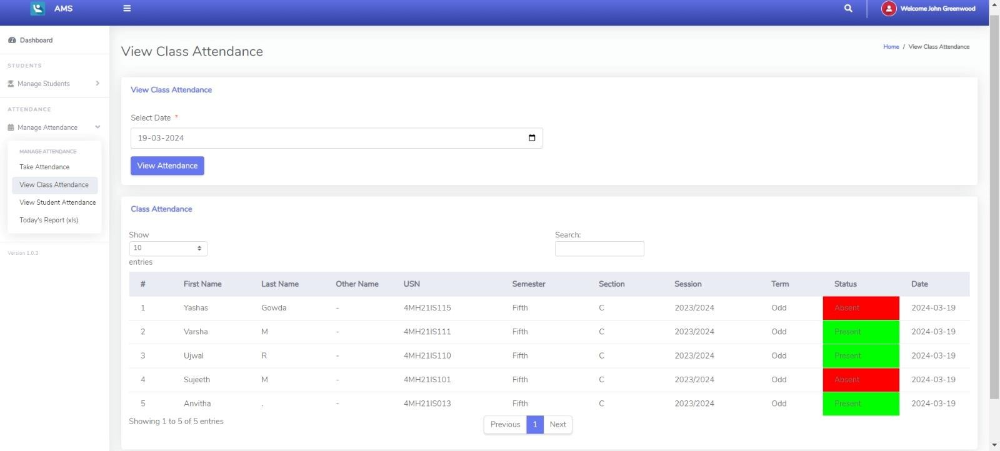 AMS
Welcome John Greenwood
Dashboard
STUDENTS
Manage Students
ATTENDANCE
Manage Attendance
MANAGE ATTENDANCE
Take Attendance
View Class Attendance
View Student Attendance
Today's Report (xls)
Version 1.0.3
View Class Attendance
Home / View Class Attendance
View Class Attendance
Select Date *
19-03-2024
View Attendance
Class Attendance
Show
10
entries
Search:
# First Name Last Name Other Name USN Semester Section Session Term Status Date
1 Yashas Gowda - 4MH21IS115 Fifth C 2023/2024 Odd Absent 2024-03-19
2 Varsha M - 4MH21IS111 Fifth C 2023/2024 Odd Present 2024-03-19
3 Ujwal R - 4MH21IS110 Fifth C 2023/2024 Odd Present 2024-03-19
4 Sujeeth M - 4MH21IS101 Fifth C 2023/2024 Odd Absent 2024-03-19
5 Anvitha . - 4MH21IS013 Fifth C 2023/2024 Odd Present 2024-03-19
Showing 1 to 5 of 5 entries
Previous 1 Next